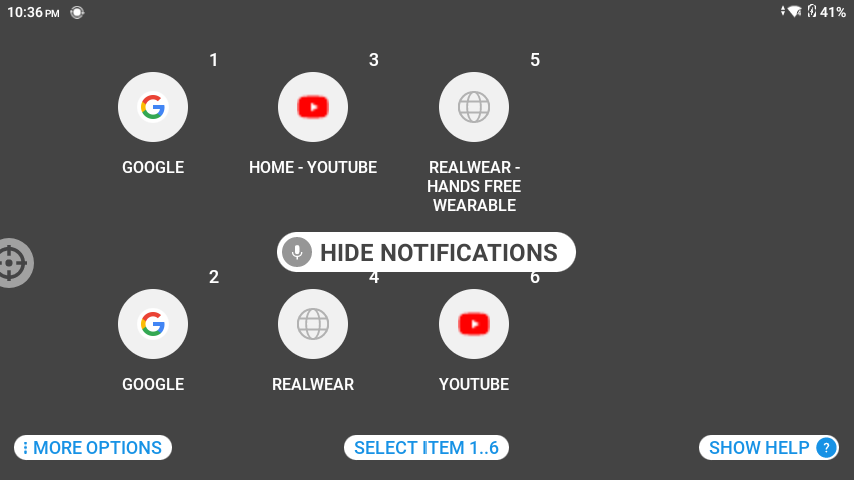 10:36 PM
41%
1
3
5
GOOGLE
HOME - YOUTUBE
REALWEAR -
HANDS FREE
WEARABLE
HIDE NOTIFICATIONS
2
4
6
GOOGLE
REALWEAR
YOUTUBE
MORE OPTIONS
SELECT ITEM 1..6
SHOW HELP ?